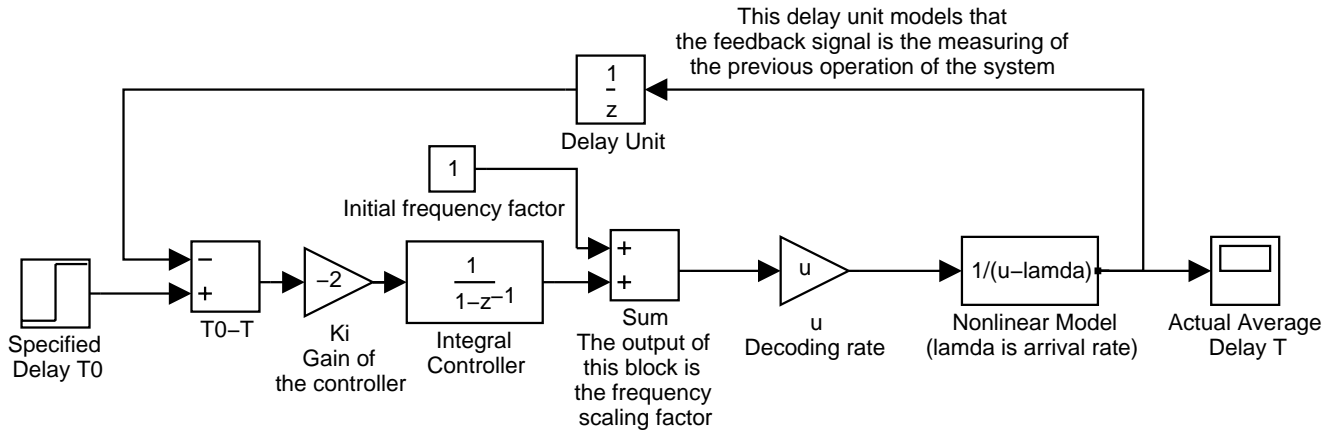 This delay unit models that
the feedback signal is the measuring of
the previous operation of the system
1
z
Delay Unit
1
Initial frequency factor
−
+
T0−T
Specified
Delay T0
−2
Ki
Gain of
the controller
1
1−z−1
Integral
Controller
+
+
Sum
The output of
this block is
the frequency
scaling factor
u
u
Decoding rate
1/(u−lamda)
Nonlinear Model
(lamda is arrival rate)
Actual Average
Delay T